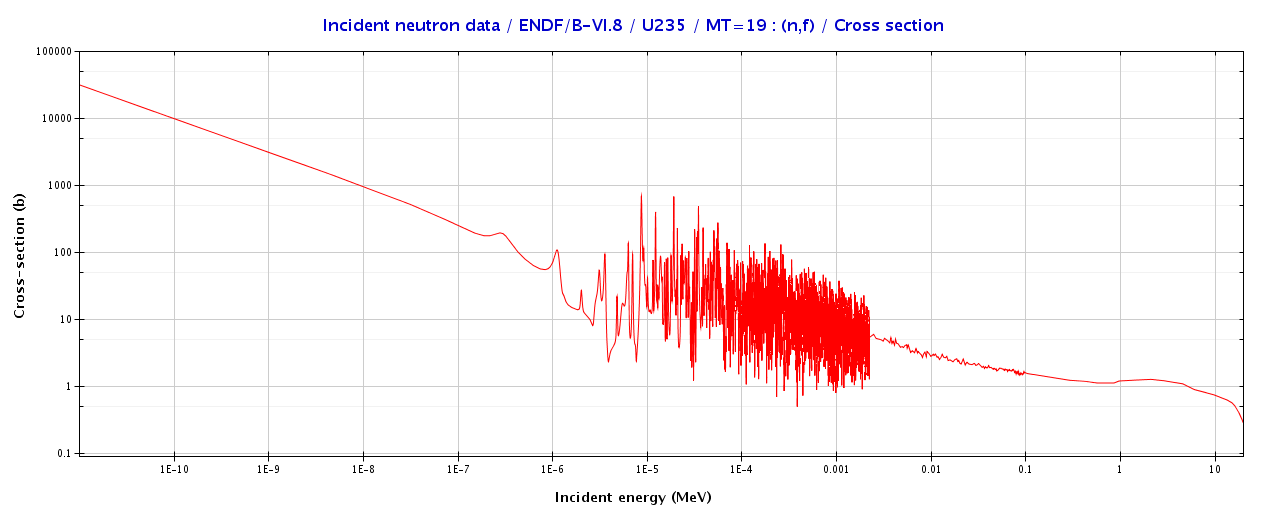 Incident neutron data / ENDF/B-VI.8 / U235 / MT=19 : (n,f) / Cross section
100000
10000
1000
100
10
1
0.1
Cross-section (b)
1E-10 1E-9 1E-8 1E-7 1E-6 1E-5 1E-4 0.001 0.01 0.1 1 10
Incident energy (MeV)